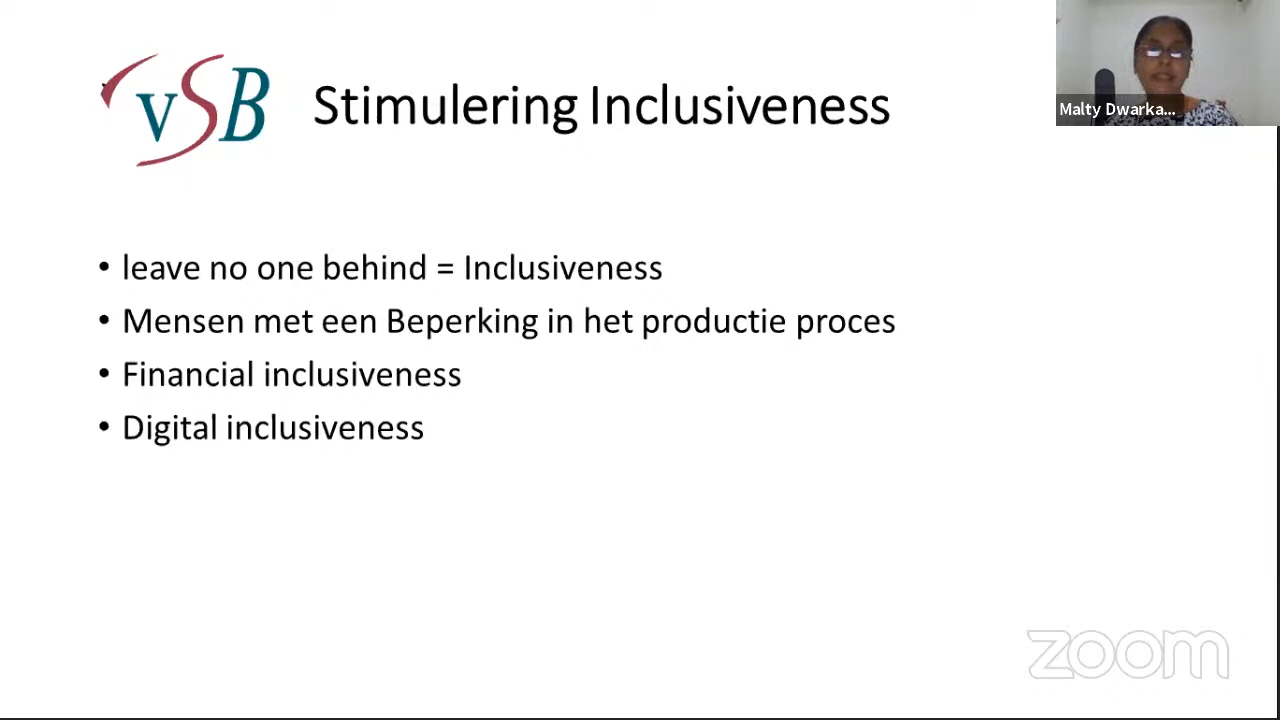 vSB
Stimulering Inclusiveness
Malty Dwarka...
• leave no one behind = Inclusiveness
• Mensen met een Beperking in het productie proces
• Financial inclusiveness
• Digital inclusiveness
zoom